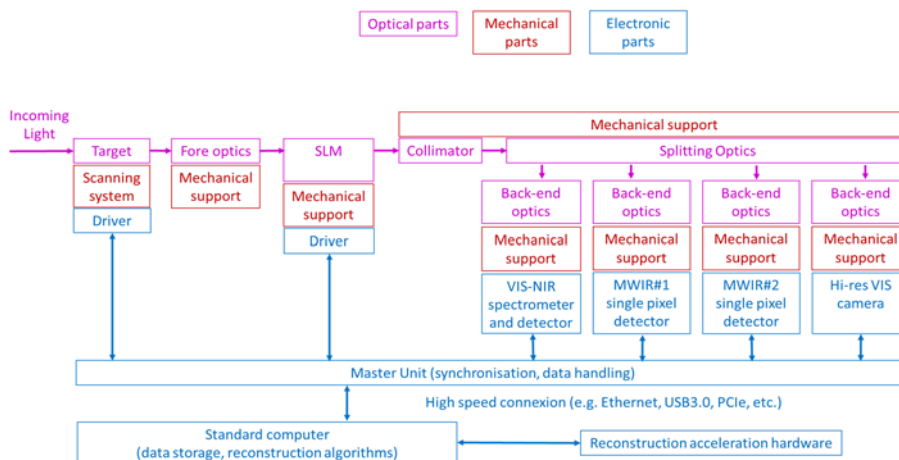 Optical parts
Mechanical
parts
Electronic
parts
Incoming
Light
Mechanical support
Target
Fore optics
SLM
Collimator
Splitting Optics
Scanning
system
Mechanical
support
Driver
Mechanical
support
Driver
Back-end
optics
Back-end
optics
Back-end
optics
Back-end
optics
Mechanical
support
Mechanical
support
Mechanical
support
Mechanical
support
VIS-NIR
spectrometer
and detector
MWIR#1
single pixel
detector
MWIR#2
single pixel
detector
Hi-res VIS
camera
Master Unit (synchronisation, data handling)
High speed connexion (e.g. Ethernet, USB3.0, PCIe, etc.)
Standard computer
(data storage, reconstruction algorithms)
Reconstruction acceleration hardware